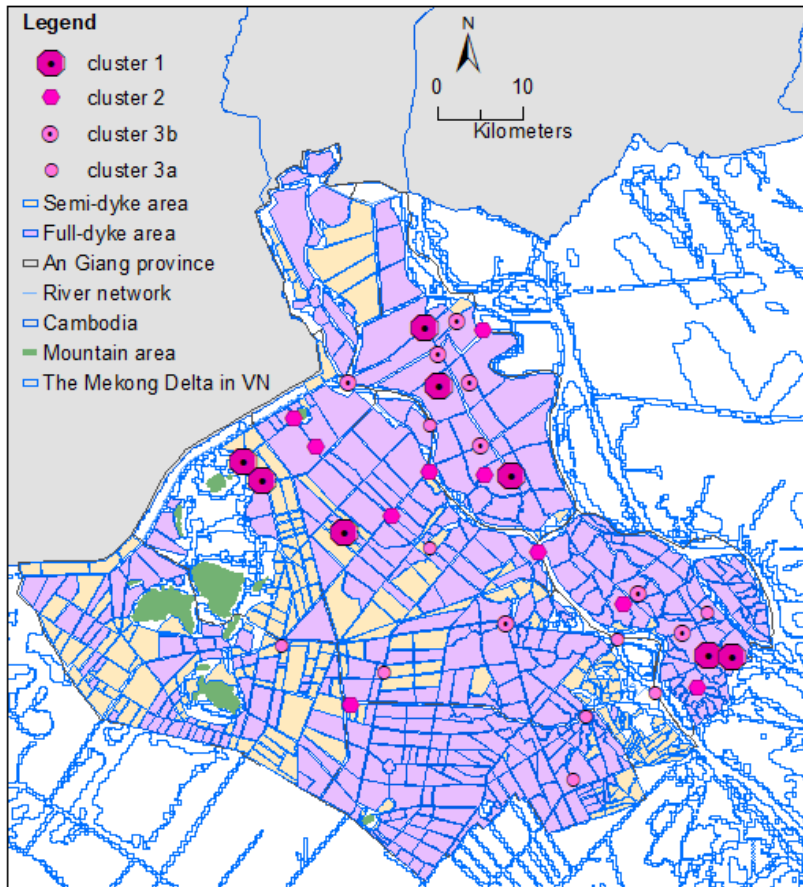 Legend
cluster 1
cluster 2
cluster 3b
cluster 3a
Semi-dyke area
Full-dyke area
An Giang province
River network
Cambodia
Mountain area
The Mekong Delta in VN
N
0 10
Kilometers